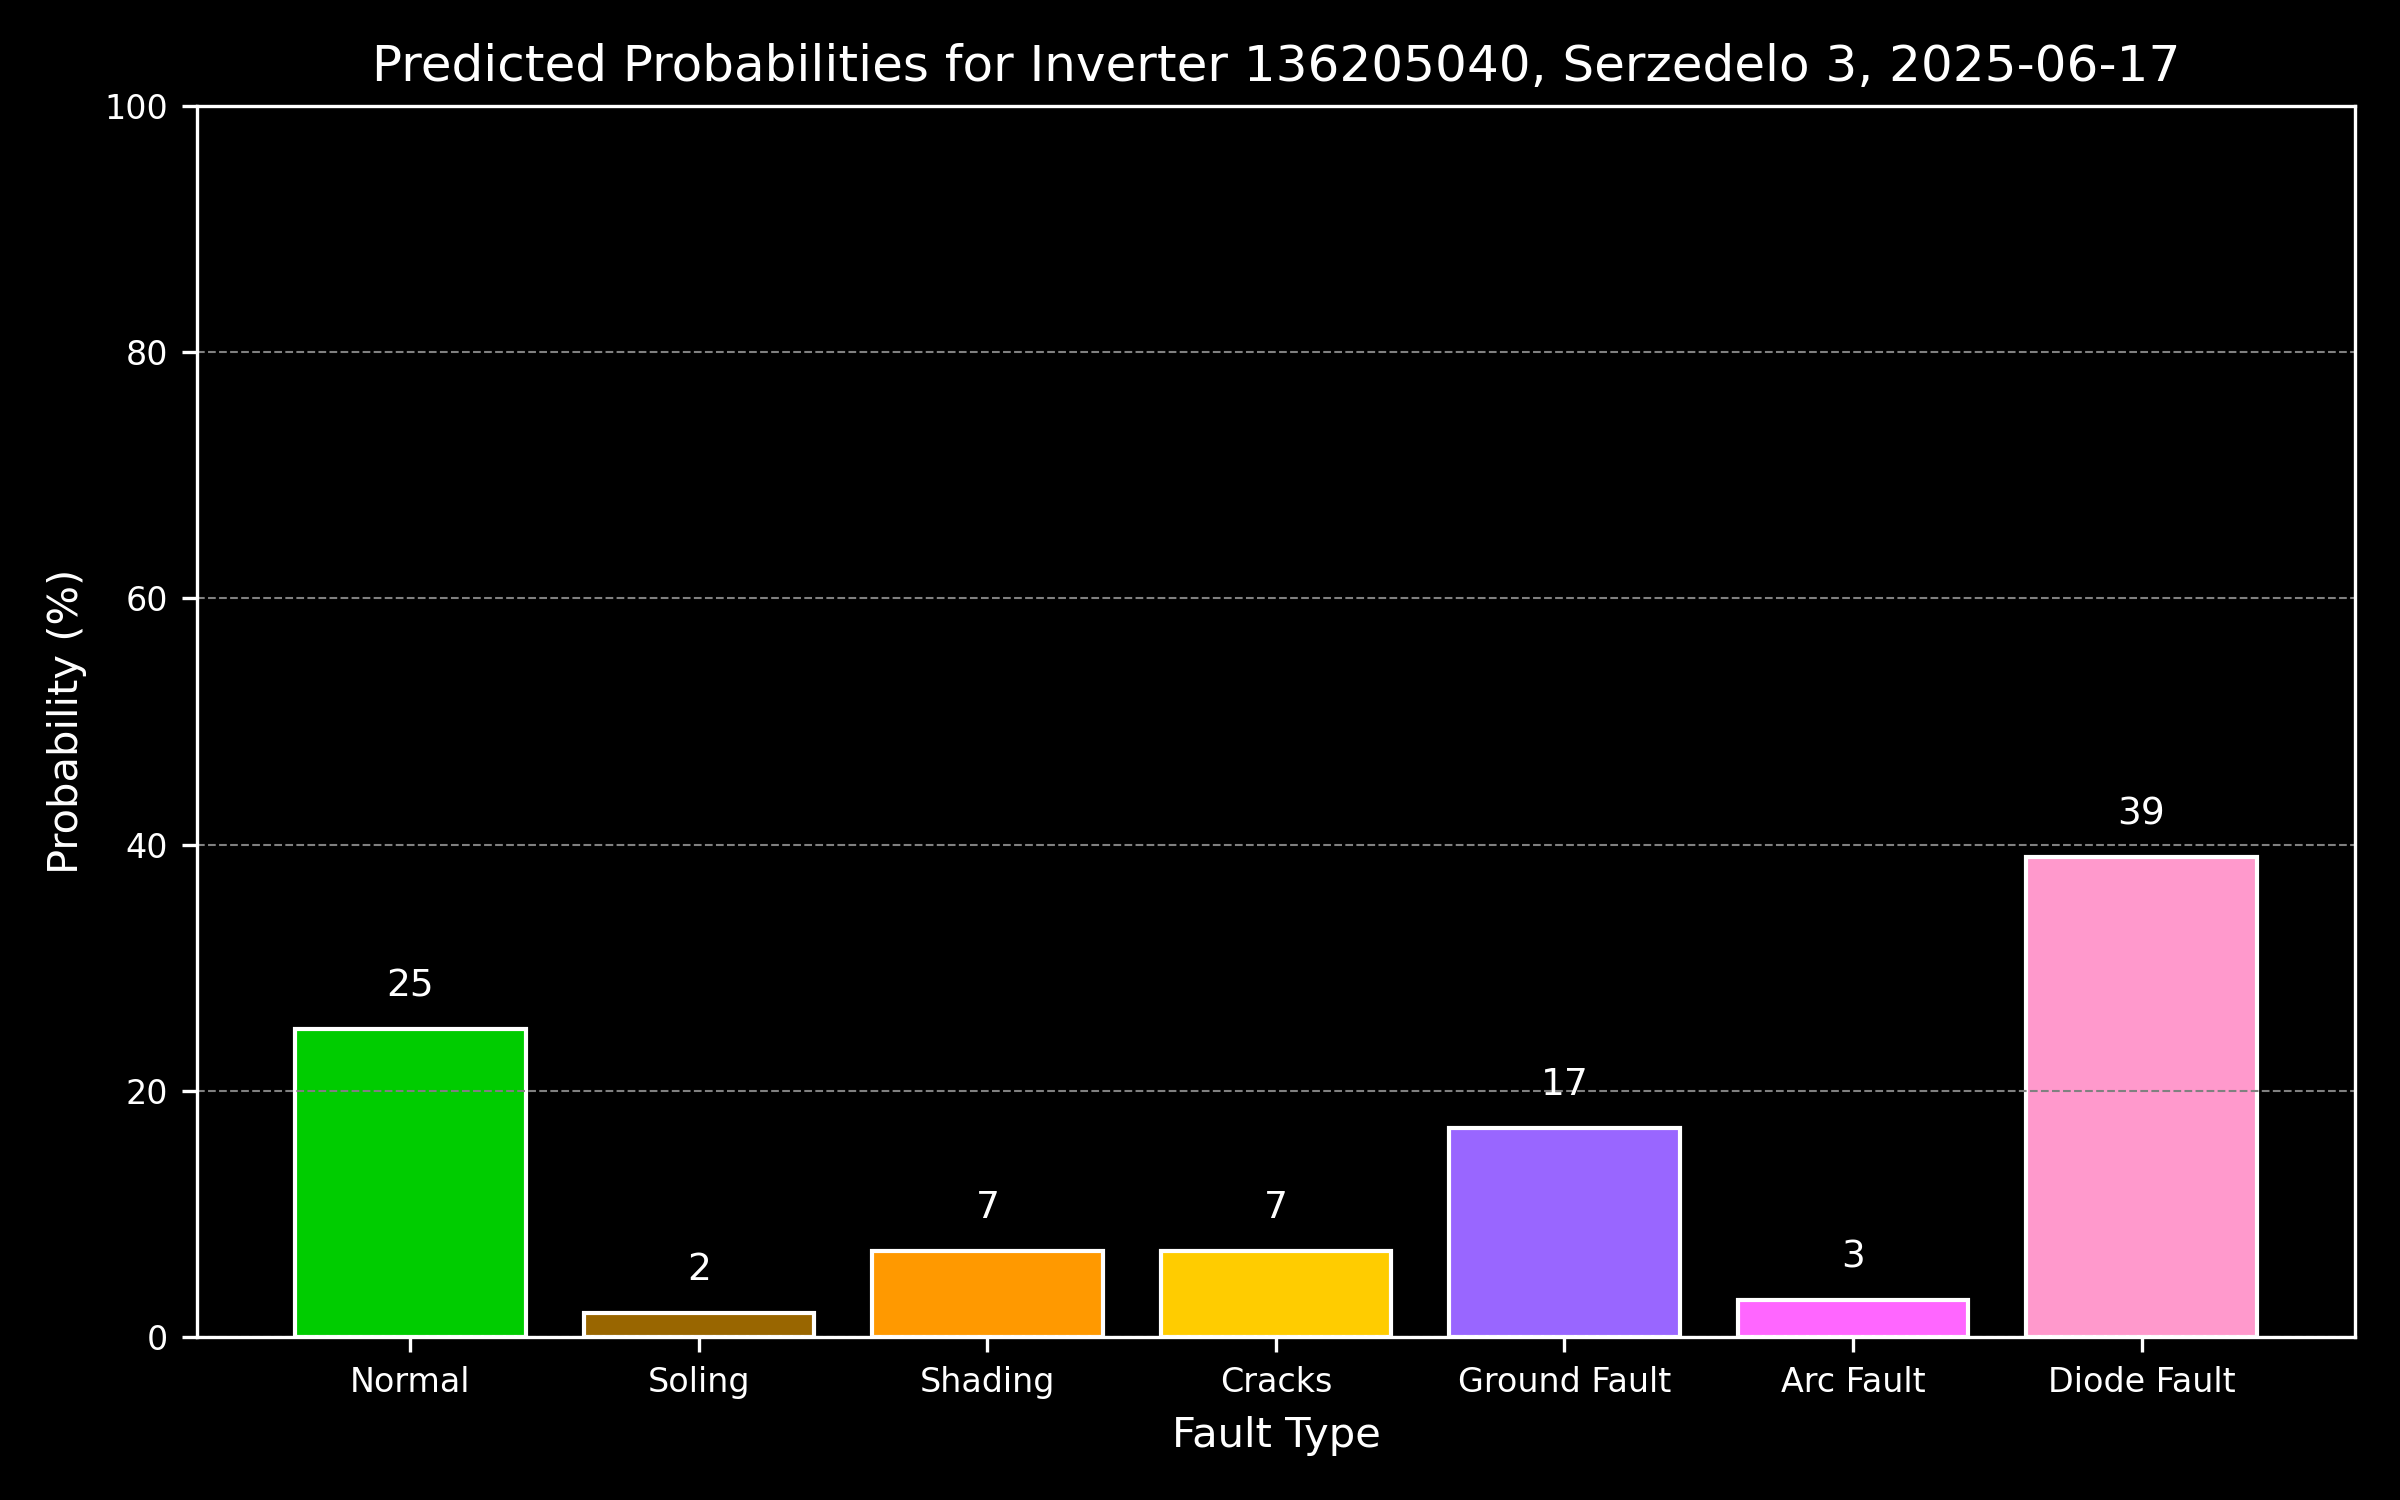 Predicted Probabilities for Inverter 136205040, Serzedelo 3, 2025-06-17
100
80
60
40
20
0
Probability (%)
25
2
7
7
17
3
39
Normal
Soling
Shading
Cracks
Ground Fault
Arc Fault
Diode Fault
Fault Type